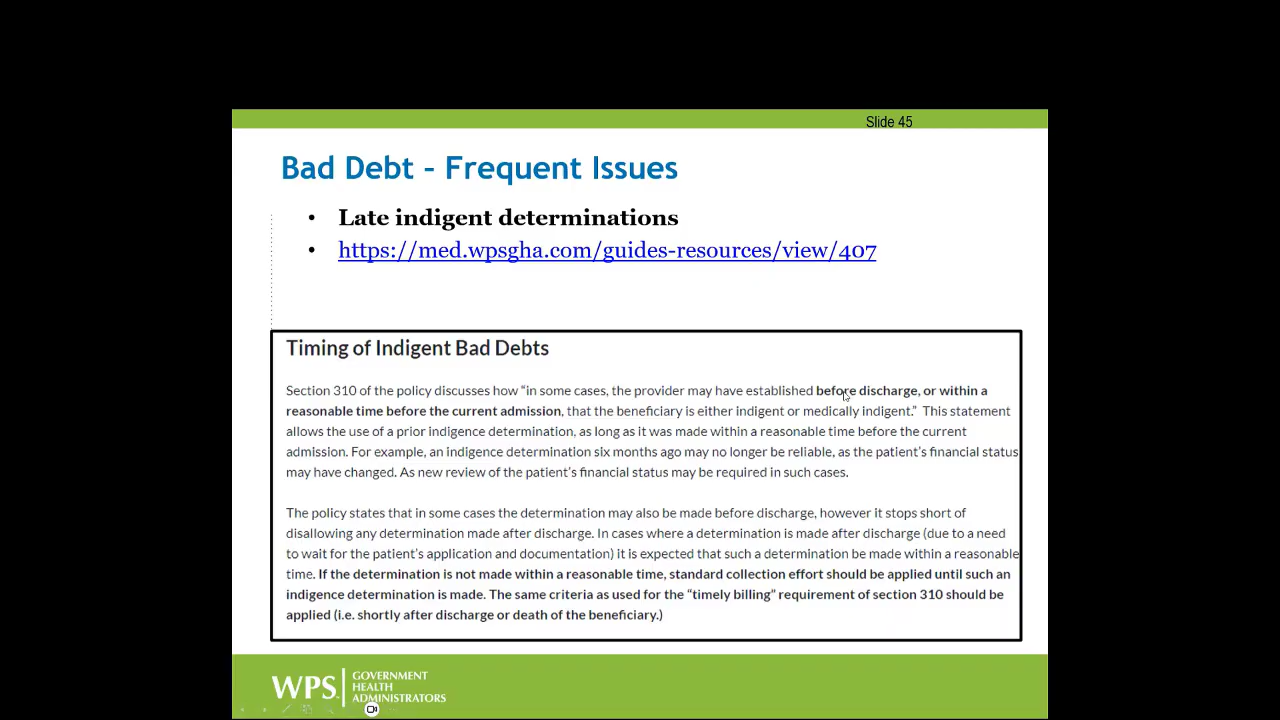 Slide 45
Bad Debt – Frequent Issues
• Late indigent determinations
• https://med.wpsgha.com/guides-resources/view/407
Timing of Indigent Bad Debts
Section 310 of the policy discusses how “in some cases, the provider may have established before discharge, or within a
reasonable time before the current admission, that the beneficiary is either indigent or medically indigent.” This statement
allows the use of a prior indigence determination, as long as it was made within a reasonable time before the current
admission. For example, an indigence determination six months ago may no longer be reliable, as the patient’s financial status
may have changed. As new review of the patient’s financial status may be required in such cases.
The policy states that in some cases the determination may also be made before discharge, however it stops short of
disallowing any determination made after discharge. In cases where a determination is made after discharge (due to a need
to wait for the patient’s application and documentation) it is expected that such a determination be made within a reasonable
time. If the determination is not made within a reasonable time, standard collection effort should be applied until such an
indigence determination is made. The same criteria as used for the “timely billing” requirement of section 310 should be
applied (i.e. shortly after discharge or death of the beneficiary.)
WPS
GOVERNMENT
HEALTH
ADMINISTRATORS